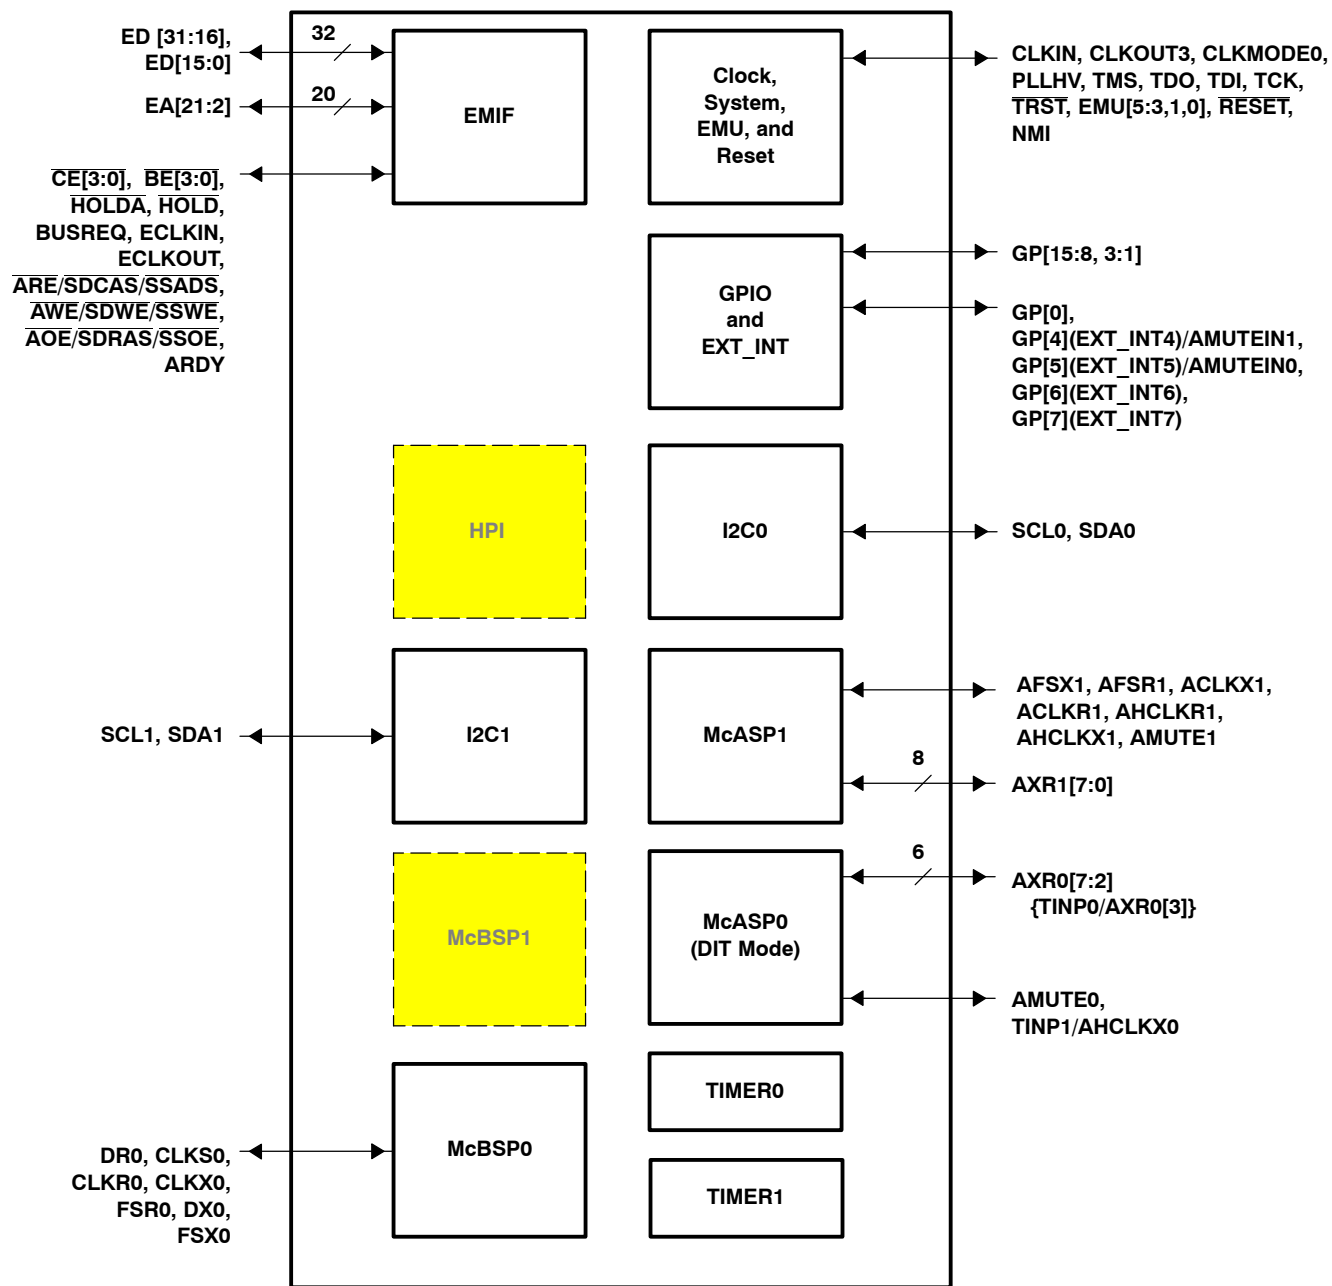 ED [31:16],
ED[15:0]
32
EA[21:2]
20
CE[3:0], BE[3:0],
HOLDA, HOLD,
BUSREQ, ECLKIN,
ECLKOUT,
ARE/SDCAS/SSADS,
AWE/SDWE/SSWE,
AOE/SDRAS/SSOE,
ARDY
EMIF
Clock,
System,
EMU, and
Reset
CLKIN, CLKOUT3, CLKMODE0,
PLLHV, TMS, TDO, TDI, TCK,
TRST, EMU[5:3,1,0], RESET,
NMI
GPIO
and
EXT_INT
GP[15:8, 3:1]
GP[0],
GP[4](EXT_INT4)/AMUTEIN1,
GP[5](EXT_INT5)/AMUTEIN0,
GP[6](EXT_INT6),
GP[7](EXT_INT7)
HPI
I2C0
SCL0, SDA0
SCL1, SDA1
I2C1
McASP1
AFSX1, AFSR1, ACLKX1,
ACLKR1, AHCLKR1,
AHCLKX1, AMUTE1
8
AXR1[7:0]
McBSP1
McASP0
(DIT Mode)
6
AXR0[7:2]
{TINP0/AXR0[3]}
AMUTE0,
TINP1/AHCLKX0
DR0, CLKS0,
CLKR0, CLKX0,
FSR0, DX0,
FSX0
McBSP0
TIMER0
TIMER1